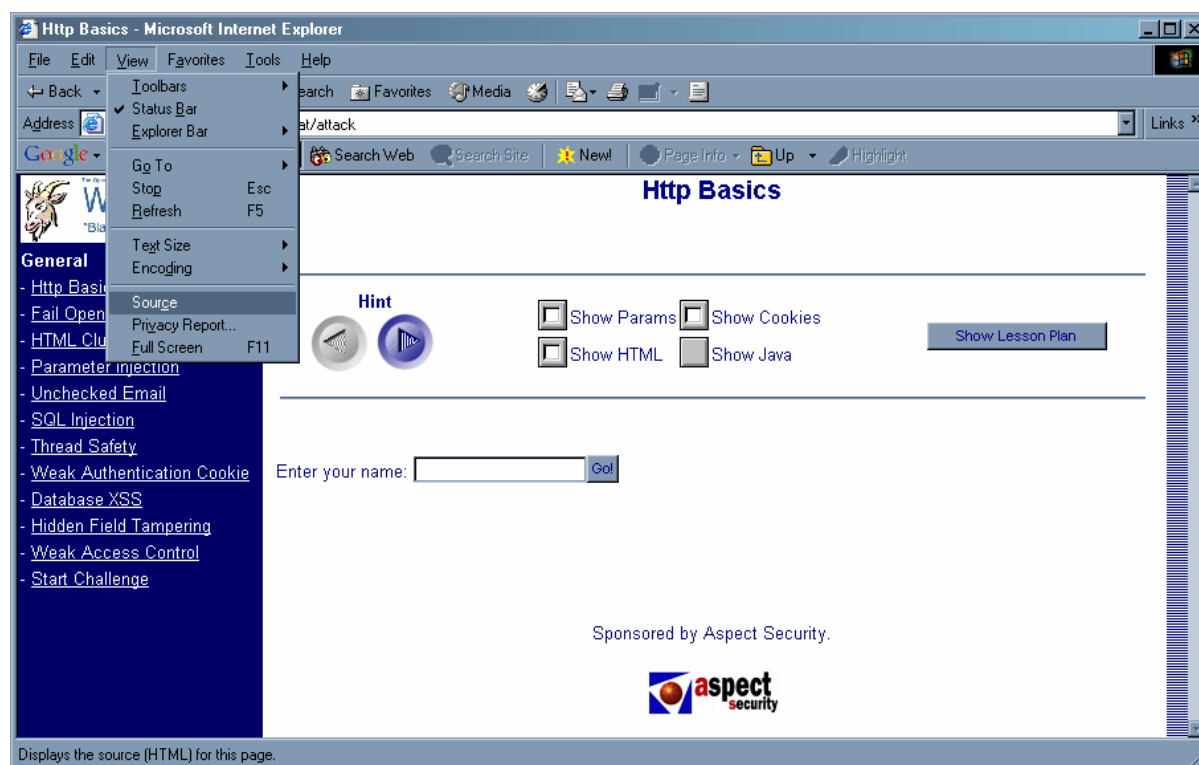 Http Basics - Microsoft Internet Explorer
File Edit View Favorites Tools Help
Back Search Favorites Media
Address at/attack Links »
Google Search Web Search Site New! Page Info Up Highlight
Toolbars
Status Bar
Explorer Bar
Go To
Stop Esc
Refresh F5
Text Size
Encoding
Source
Privacy Report...
Full Screen F11
W
"Bla
General
- Http Basi
- Fail Open
- HTML Clu
- Parameter Injection
- Unchecked Email
- SQL Injection
- Thread Safety
- Weak Authentication Cookie
- Database XSS
- Hidden Field Tampering
- Weak Access Control
- Start Challenge
Http Basics
Hint
Show Params Show Cookies
Show HTML Show Java
Show Lesson Plan
Enter your name: Go!
Sponsored by Aspect Security.
aspect
security
Displays the source (HTML) for this page.